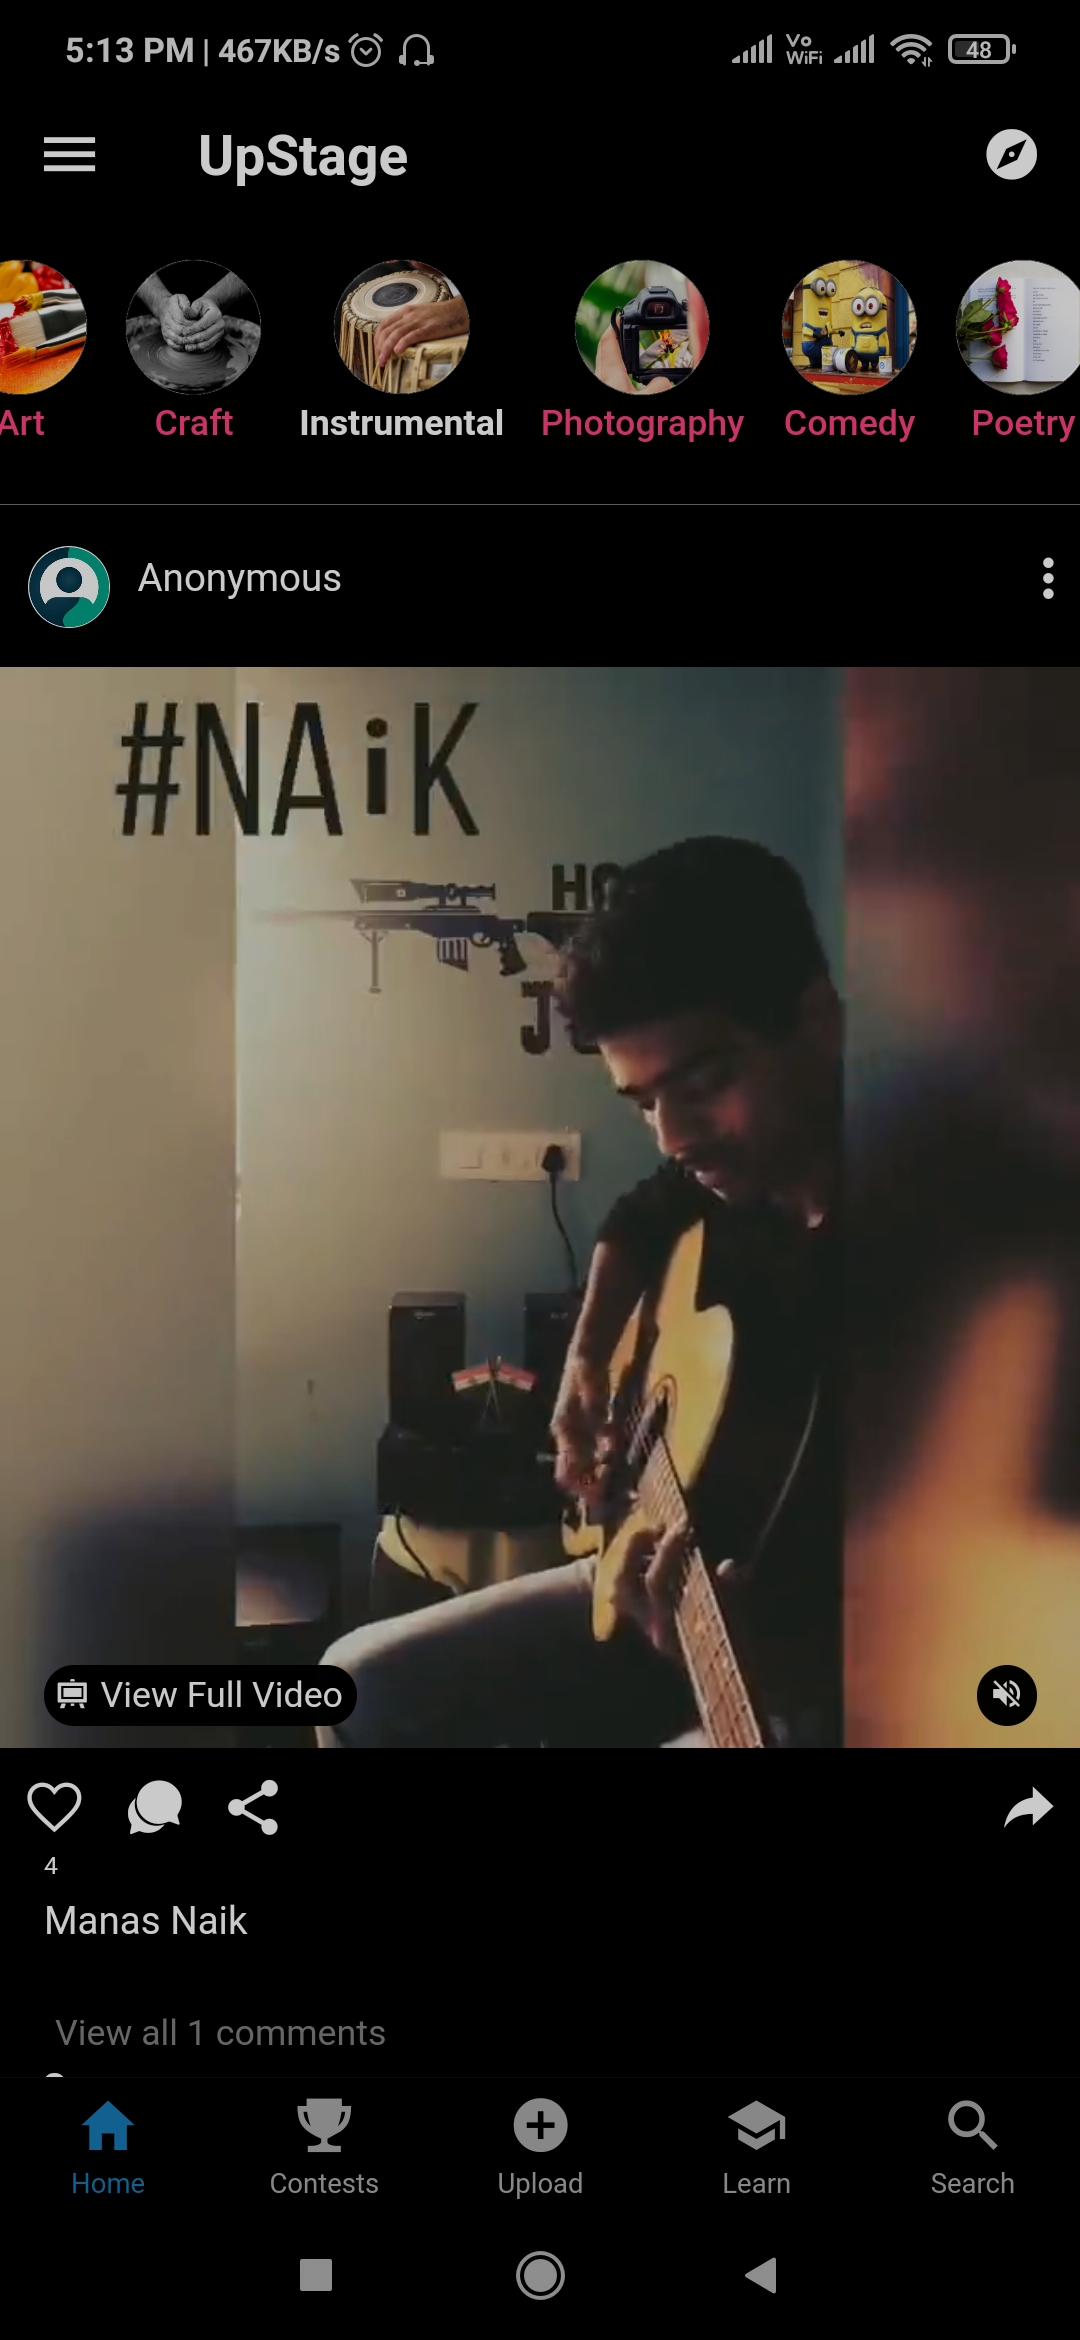 5:13 PM | 467KB/s
Vo
WiFi
48
UpStage
Art
Craft
Instrumental
Photography
Comedy
Poetry
Anonymous
#NAiK
View Full Video
4
Manas Naik
View all 1 comments
Home
Contests
Upload
Learn
Search